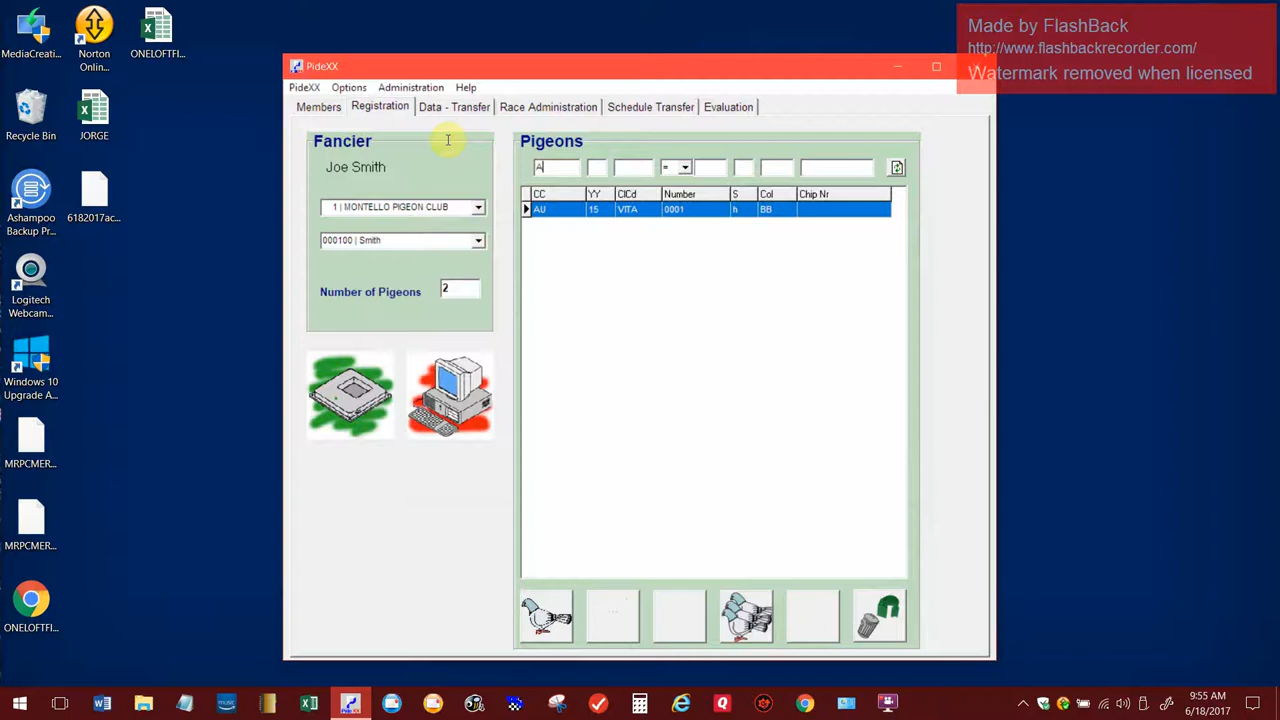 MediaCreati...
Norton
Onlin...
ONELOFTFI...
Recycle Bin
JORGE
Ashampoo
Backup Pr...
6182017ac...
Logitech
Webcam...
Windows 10
Upgrade A...
MRPCMER...
MRPCMER...
ONELOFTFI...
Made by FlashBack
http://www.flashbackrecorder.com/
Watermark removed when licensed
PideXX
PideXX Options Administration Help
Members Registration Data - Transfer Race Administration Schedule Transfer Evaluation
Fancier
Joe Smith
1 | MONTELLO PIGEON CLUB
000100 | Smith
Number of Pigeons 2
Pigeons
A =
CC YY ClCd Number S Col Chip Nr
AU 15 VITA 0001 h BB
9:55 AM
6/18/2017